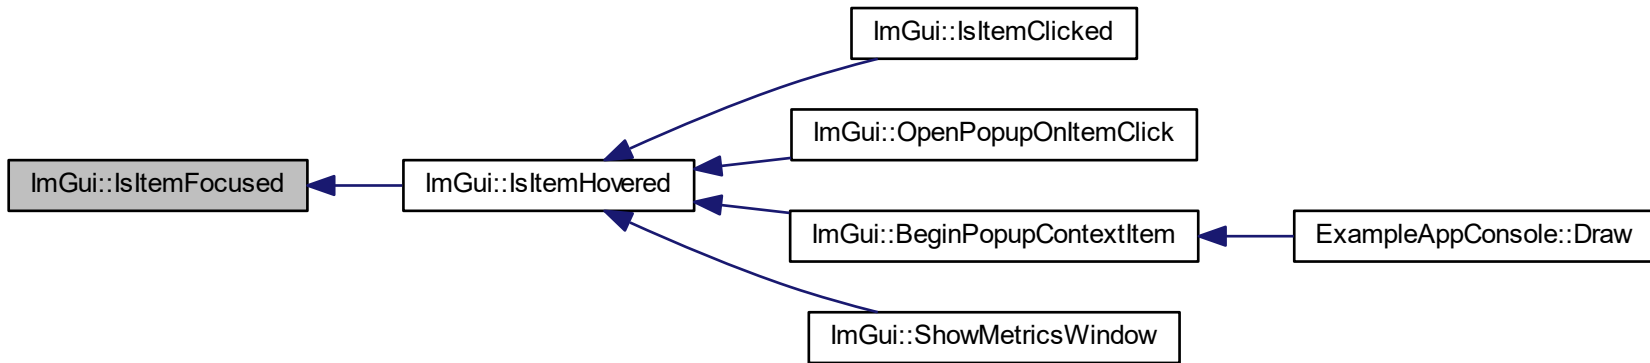 ImGui::IsItemFocused
ImGui::IsItemHovered
ImGui::IsItemClicked
ImGui::OpenPopupOnItemClick
ImGui::BeginPopupContextItem
ImGui::ShowMetricsWindow
ExampleAppConsole::Draw